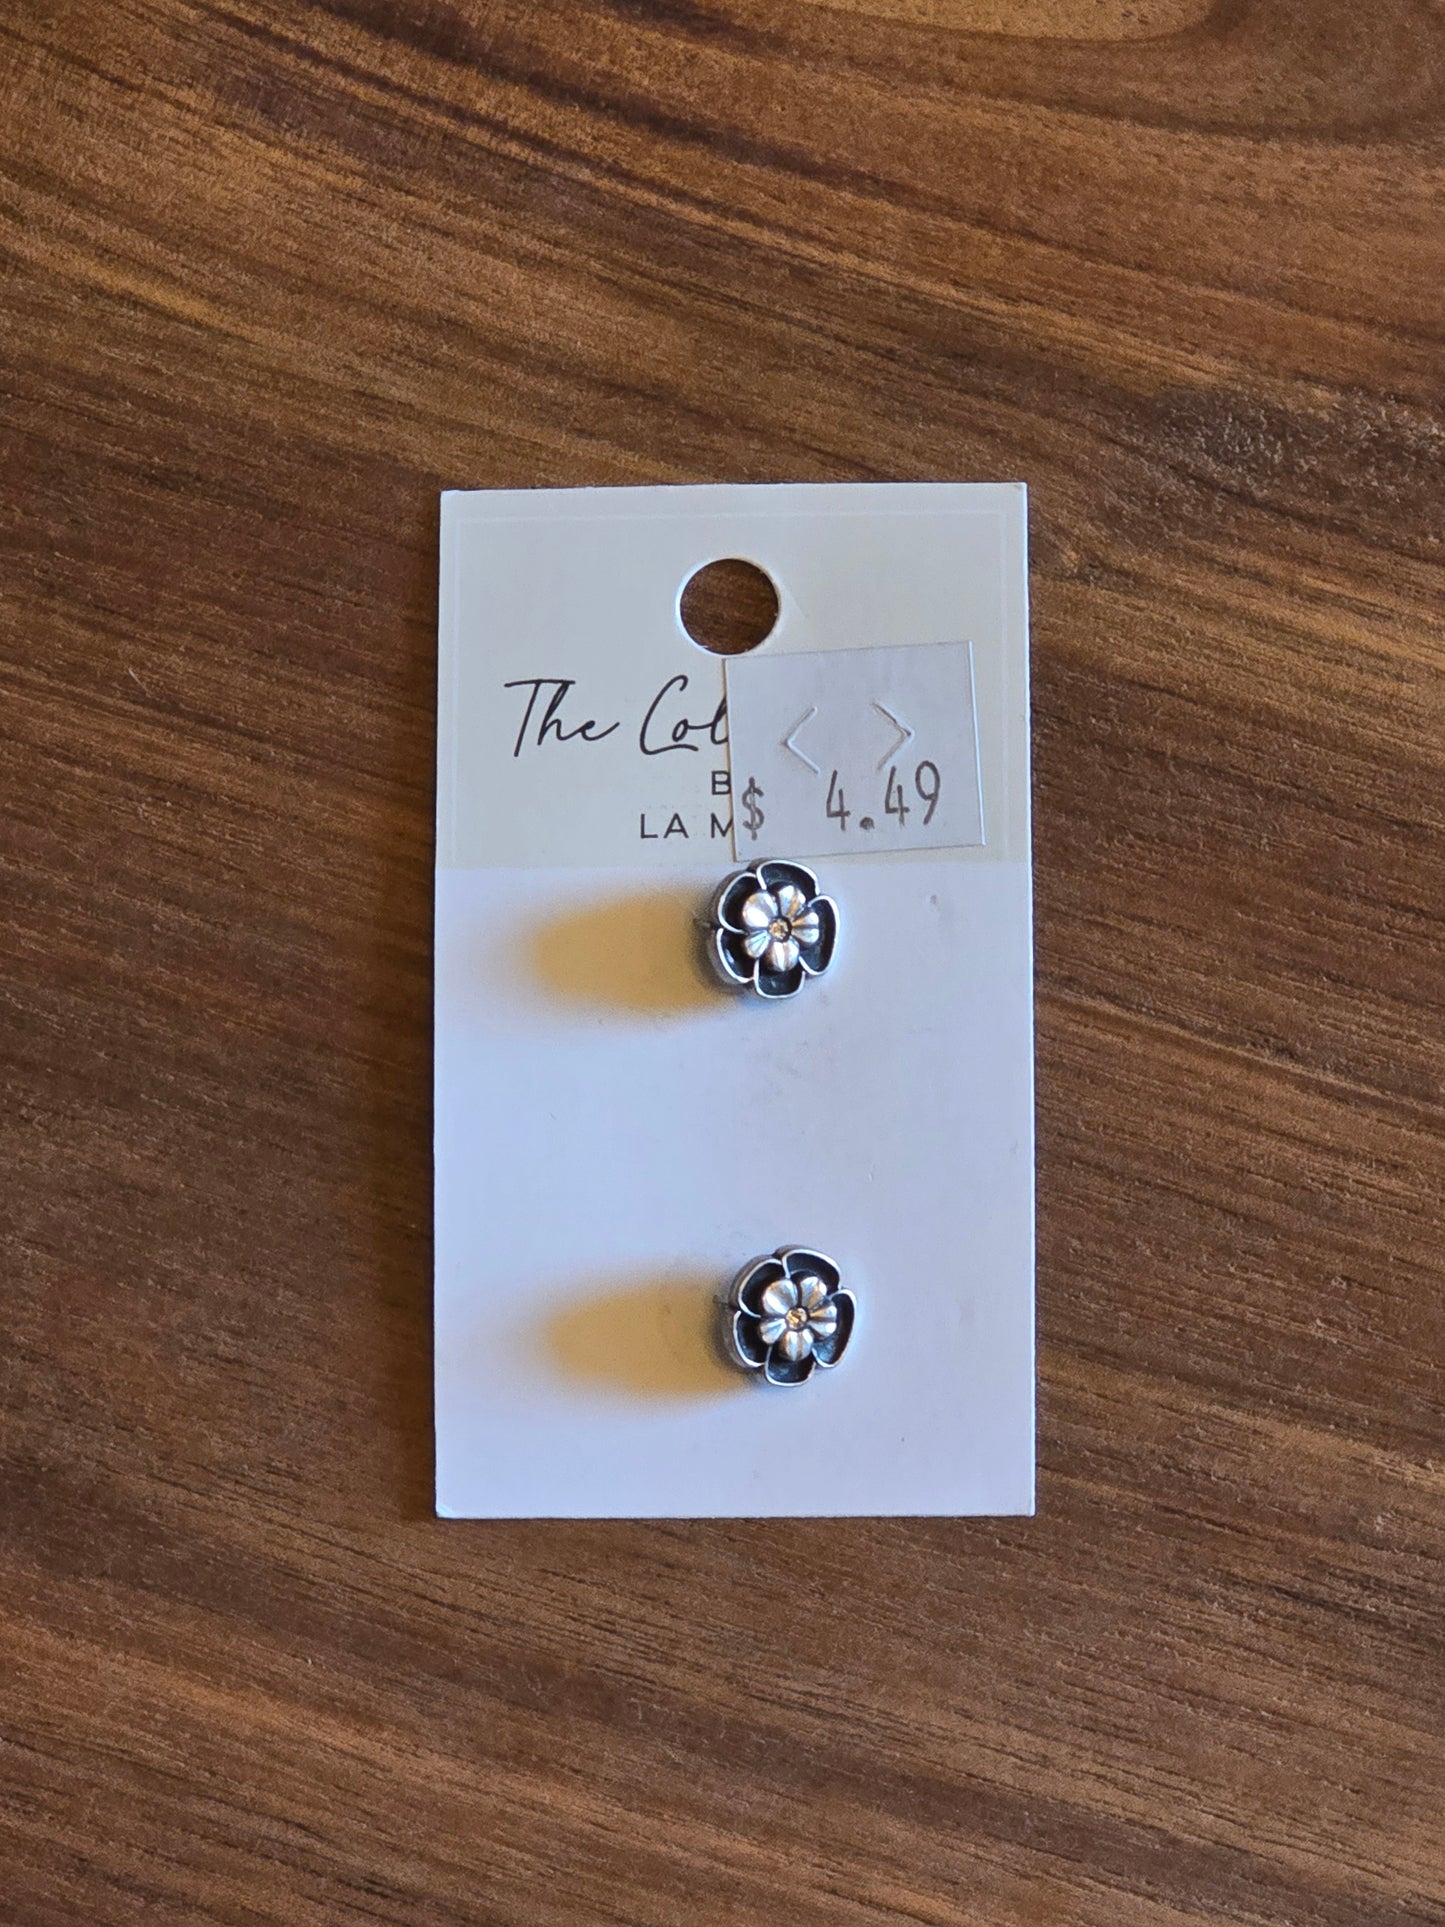 The Col
B
LA M
$ 4.49